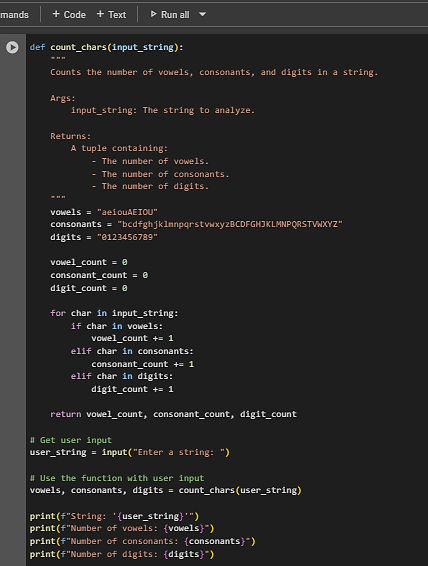 mands + Code + Text Run all
def count_chars(input_string):
    """
    Counts the number of vowels, consonants, and digits in a string.

    Args:
        input_string: The string to analyze.

    Returns:
        A tuple containing:
            - The number of vowels.
            - The number of consonants.
            - The number of digits.
    """
    vowels = "aeiouAEIOU"
    consonants = "bcdfghjklmnpqrstvwxyzBCDFGHJKLMNPQRSTVWXYZ"
    digits = "0123456789"

    vowel_count = 0
    consonant_count = 0
    digit_count = 0

    for char in input_string:
        if char in vowels:
            vowel_count += 1
        elif char in consonants:
            consonant_count += 1
        elif char in digits:
            digit_count += 1

    return vowel_count, consonant_count, digit_count

# Get user input
user_string = input("Enter a string: ")

# Use the function with user input
vowels, consonants, digits = count_chars(user_string)

print(f"String: '{user_string}'")
print(f"Number of vowels: {vowels}")
print(f"Number of consonants: {consonants}")
print(f"Number of digits: {digits}")